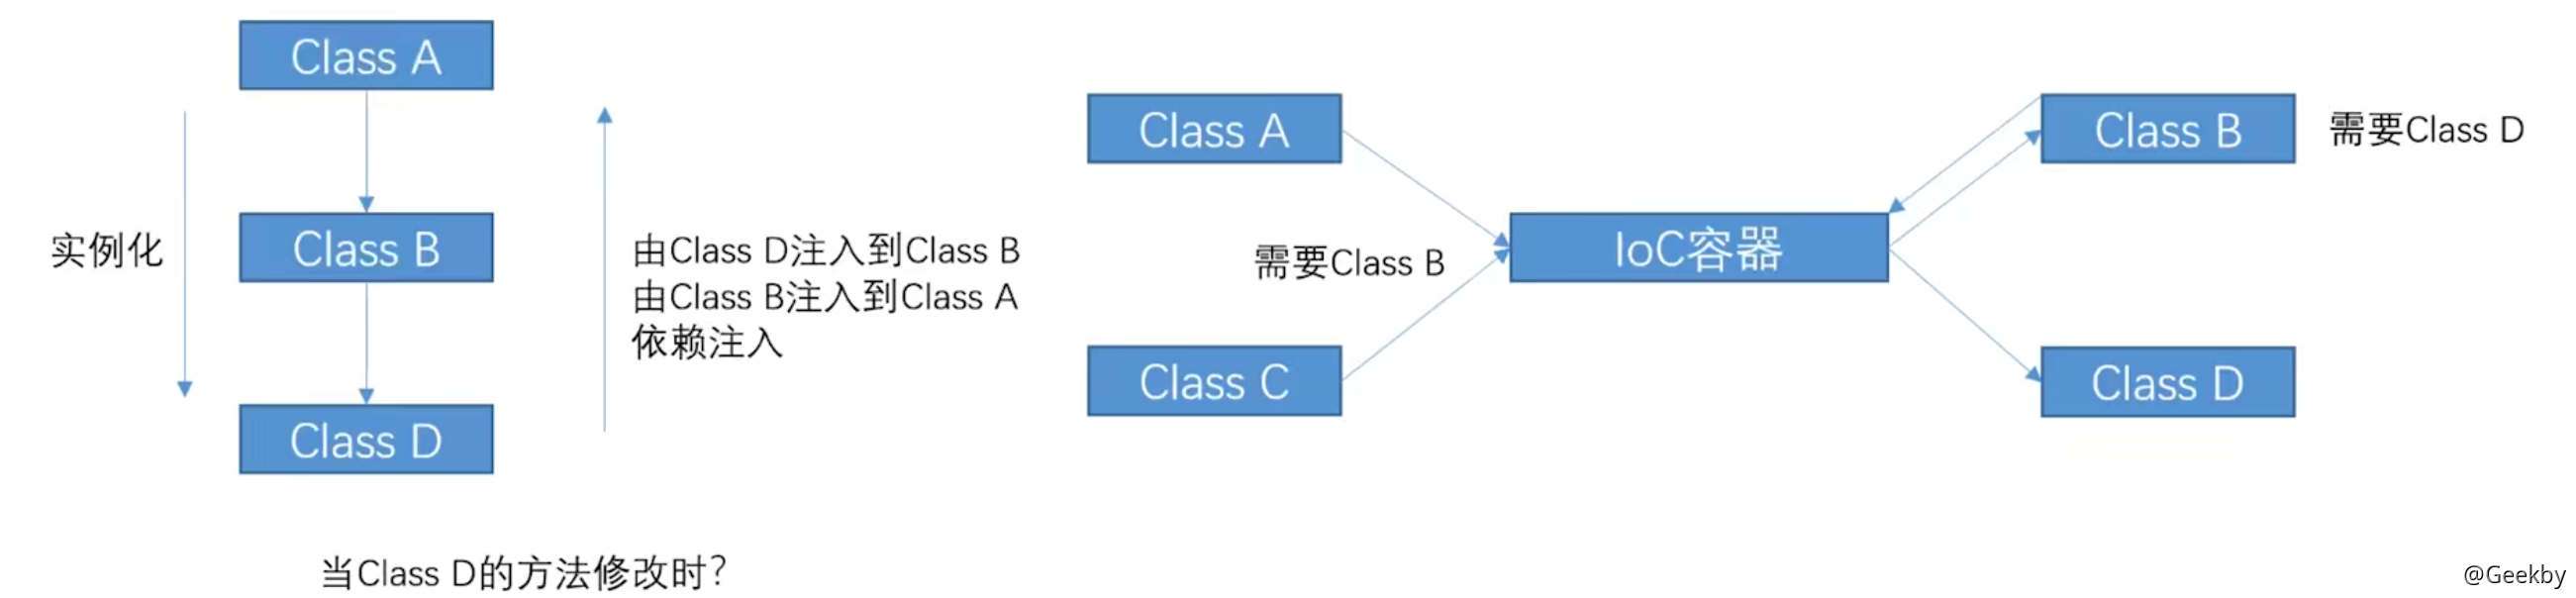 Class A
实例化
Class B
由Class D注入到Class B
由Class B注入到Class A
依赖注入
Class D
当Class D的方法修改时?
Class A
需要Class B
Class C
IoC容器
Class B
需要Class D
Class D
@Geekby